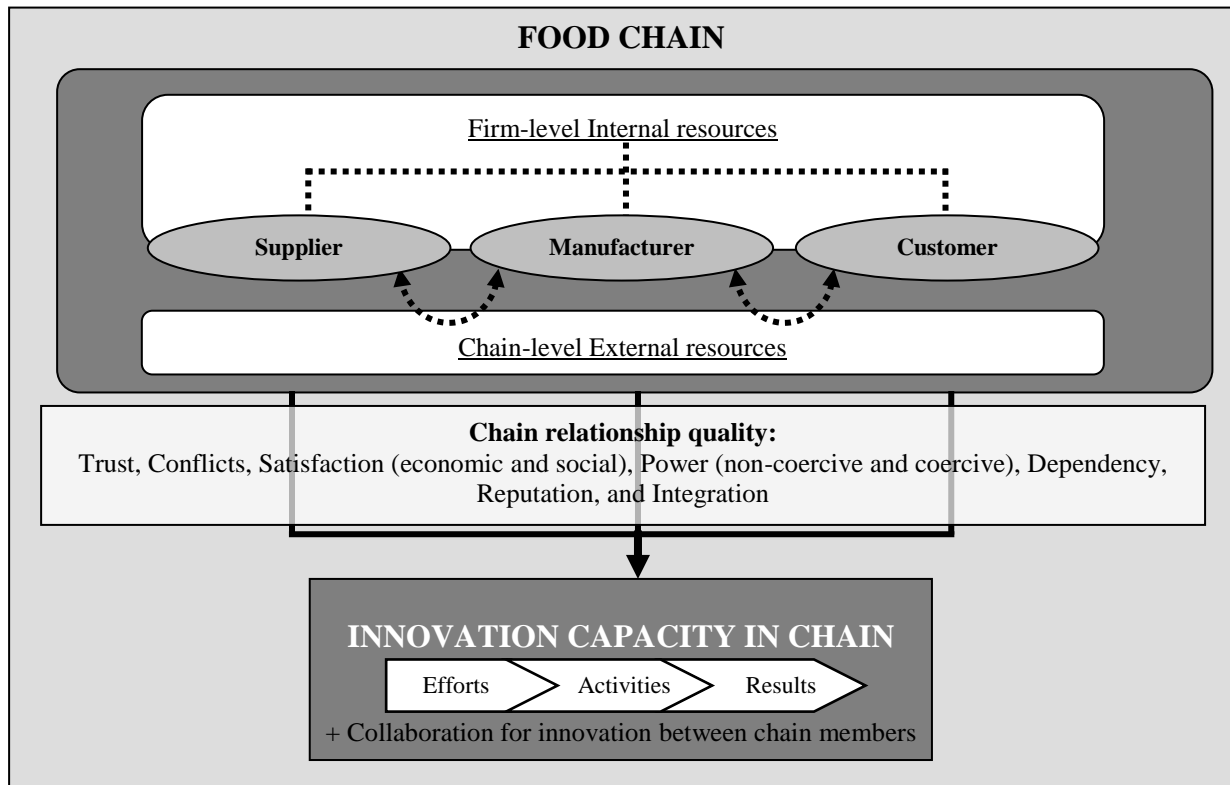 FOOD CHAIN
Firm-level Internal resources
Supplier
Manufacturer
Customer
Chain-level External resources
Chain relationship quality:
Trust, Conflicts, Satisfaction (economic and social), Power (non-coercive and coercive), Dependency,
Reputation, and Integration
INNOVATION CAPACITY IN CHAIN
Efforts
Activities
Results
+ Collaboration for innovation between chain members